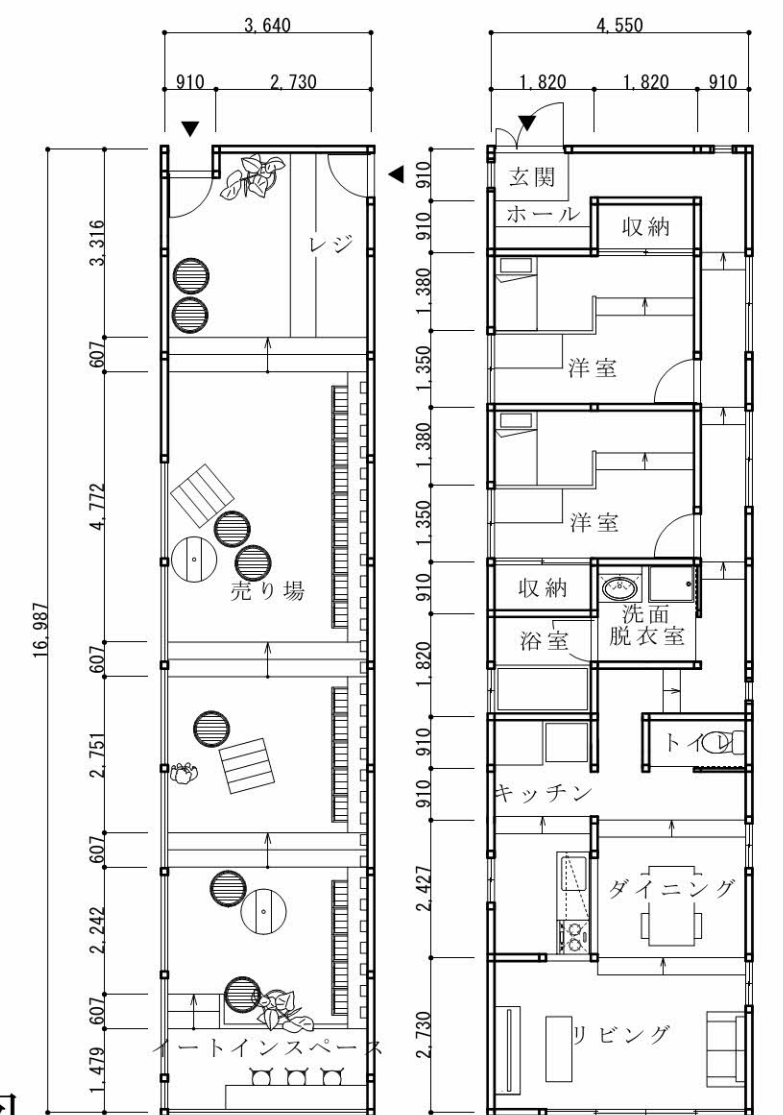 3,640
910
2,730
3,316
607
4,772
607
2,751
607
2,242
607
1,479
16,987
レジ
売り場
イートインスペース
4,550
1,820
1,820
910
910
910
1,380
1,350
1,380
1,350
910
1,820
910
910
2,427
2,730
玄関
ホール
収納
洋室
洋室
収納
洗面
脱衣室
浴室
トイレ
キッチン
ダイニング
リビング